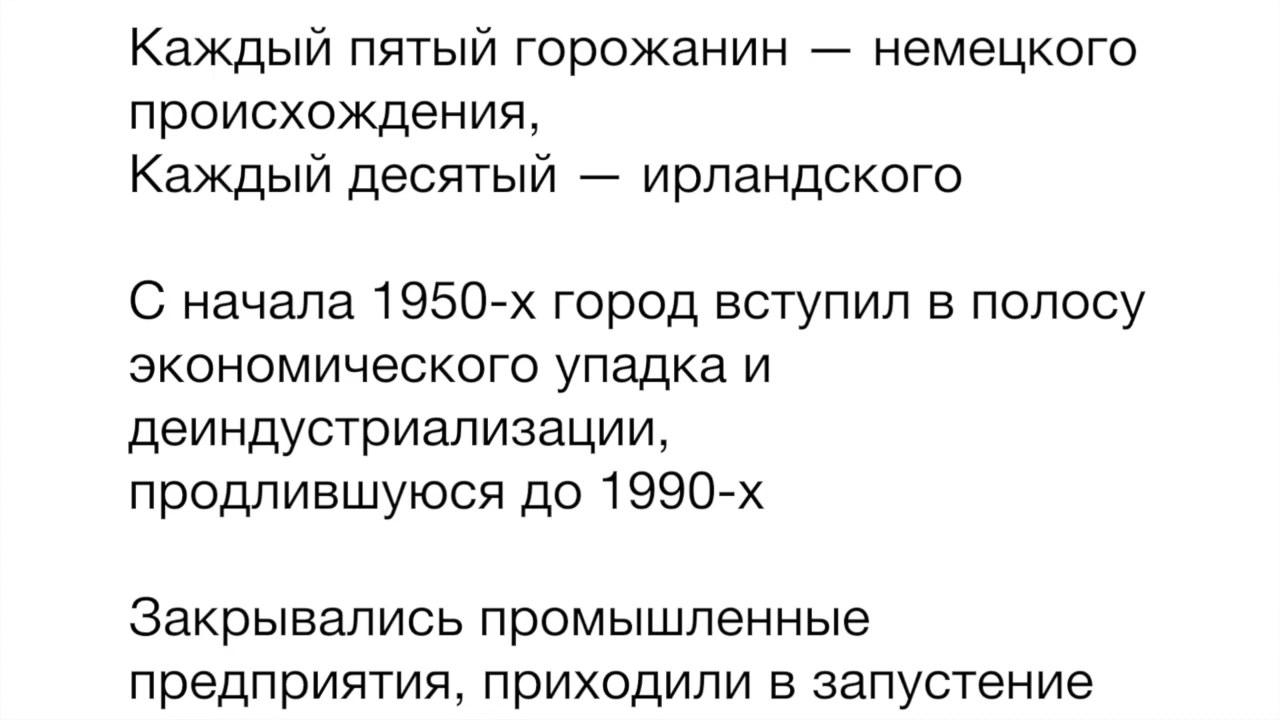 Каждый пятый горожанин — немецкого
происхождения,
Каждый десятый — ирландского
С начала 1950-х город вступил в полосу
экономического упадка и
деиндустриализации,
продлившуюся до 1990-х
Закрывались промышленные
предприятия, приходили в запустение